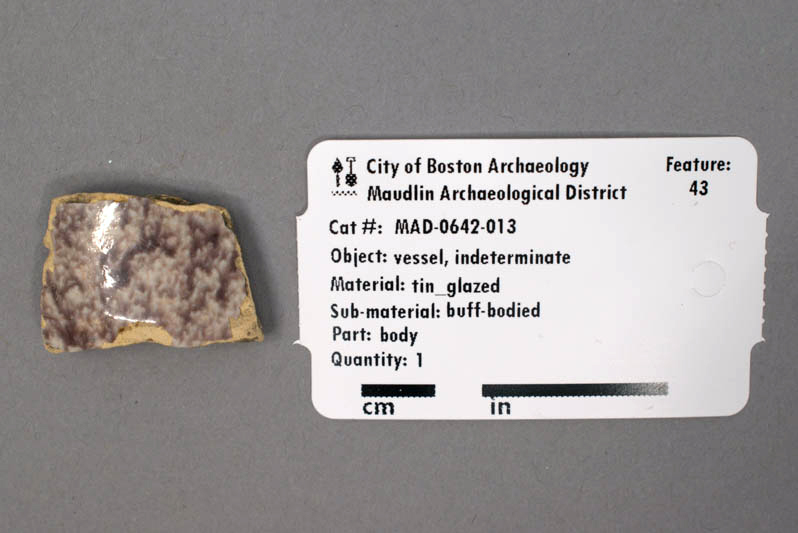 City of Boston Archaeology
Maudlin Archaeological District
Feature:
43
Cat #: MAD-0642-013
Object: vessel, indeterminate
Material: tin_glazed
Sub-material: buff-bodied
Part: body
Quantity: 1
cm in